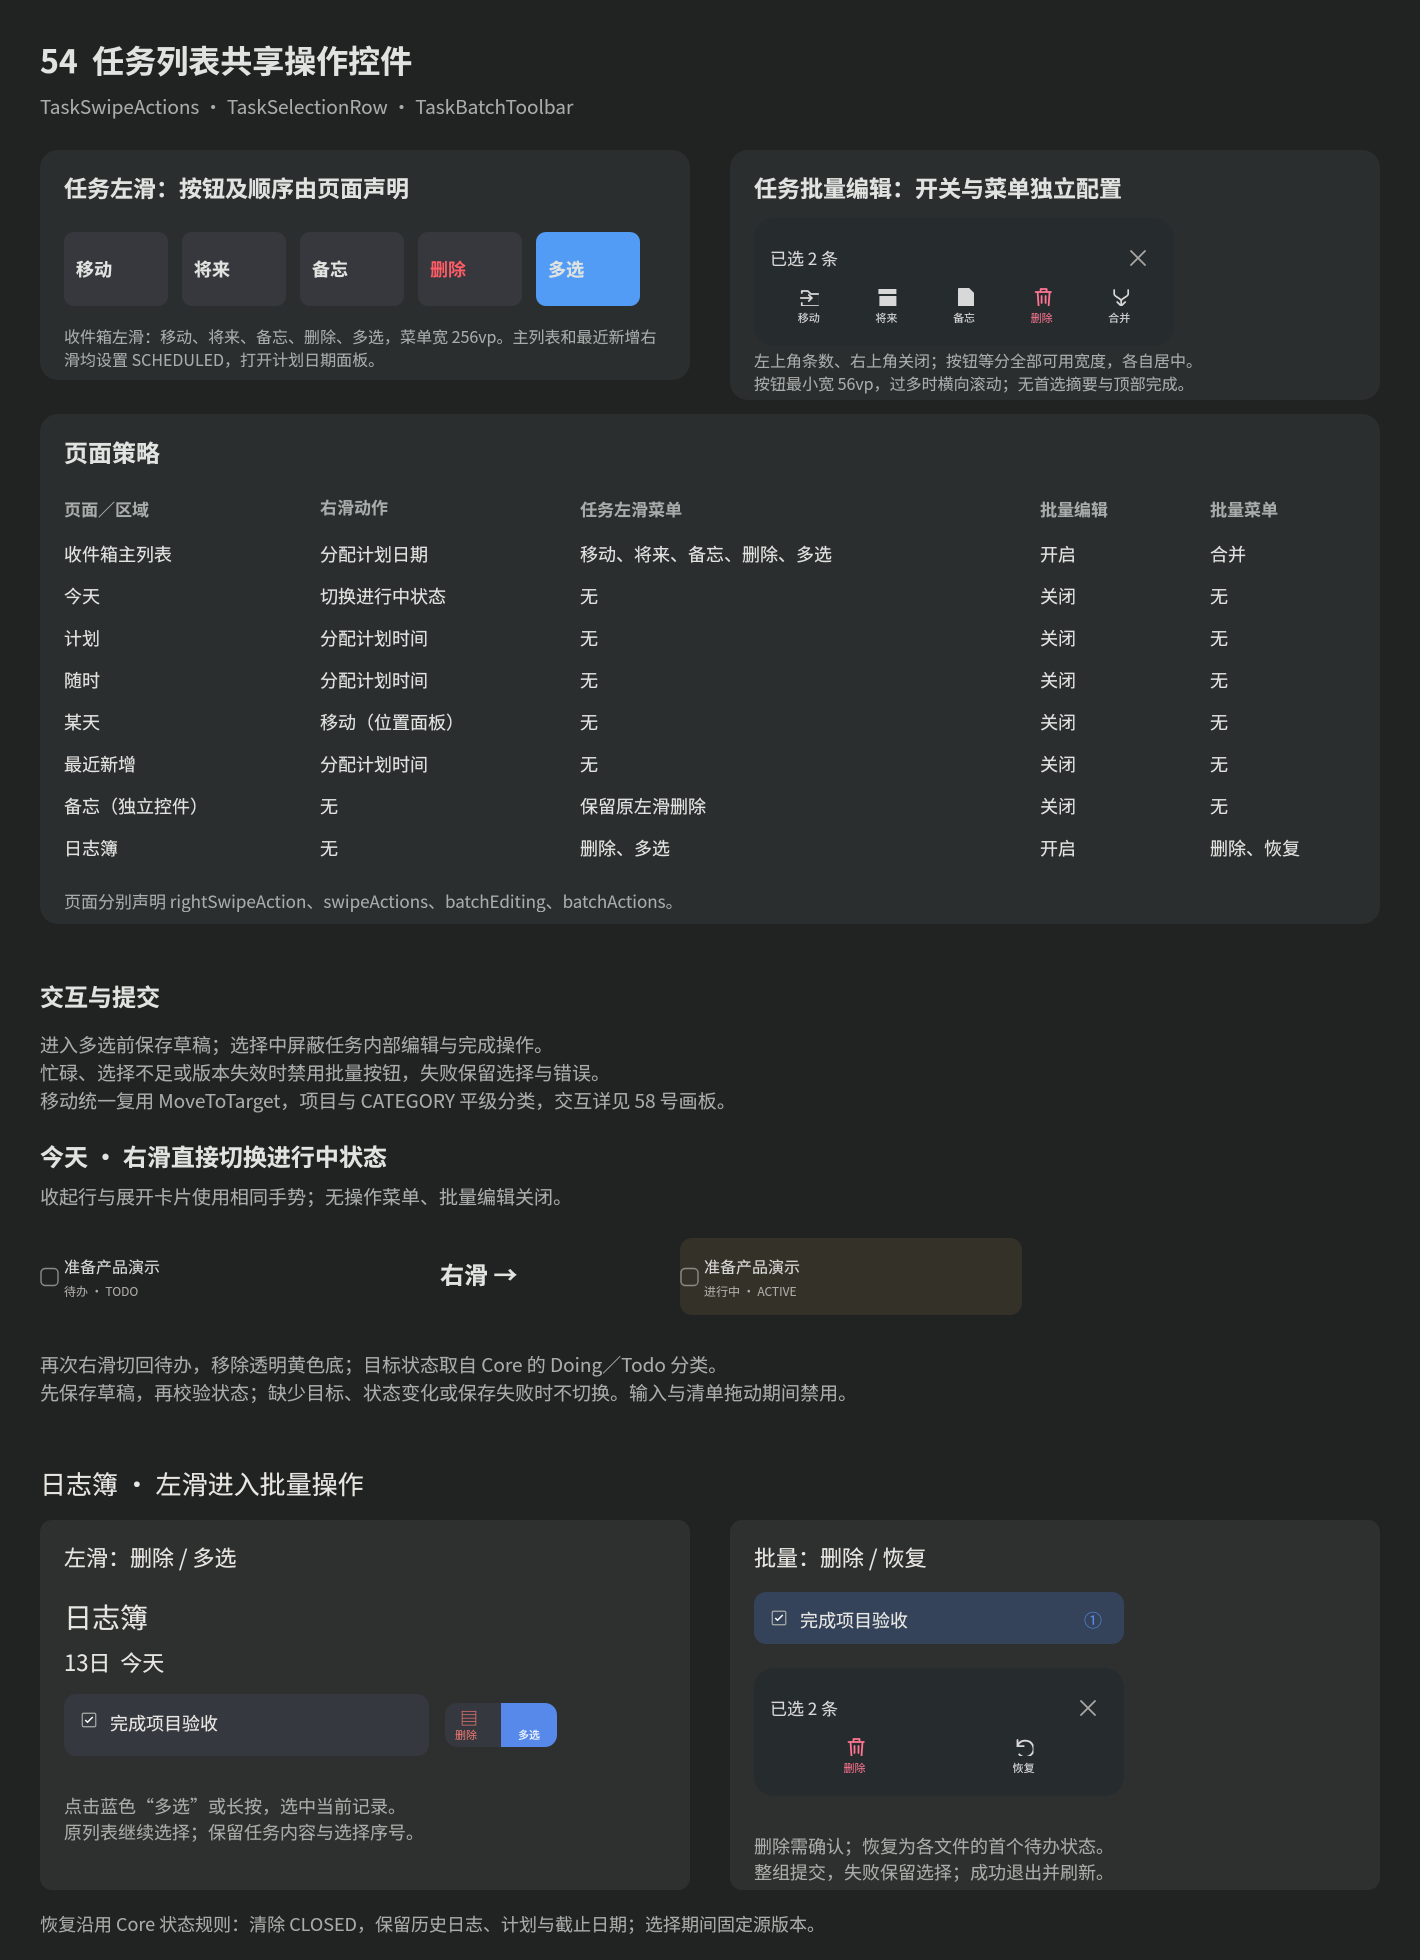 54 任务列表共享操作控件
TaskSwipeActions · TaskSelectionRow · TaskBatchToolbar
任务左滑：按钮及顺序由页面声明
移动 将来 备忘 删除 多选
收件箱左滑：移动、将来、备忘、删除、多选，菜单宽 256vp。主列表和最近新增右
滑均设置 SCHEDULED，打开计划日期面板。
任务批量编辑：开关与菜单独立配置
已选 2 条
移动 将来 备忘 删除 合并
左上角条数、右上角关闭；按钮等分全部可用宽度，各自居中。
按钮最小宽 56vp，过多时横向滚动；无首选摘要与顶部完成。
页面策略
页面／区域 右滑动作 任务左滑菜单 批量编辑 批量菜单
收件箱主列表 分配计划日期 移动、将来、备忘、删除、多选 开启 合并
今天 切换进行中状态 无 关闭 无
计划 分配计划时间 无 关闭 无
随时 分配计划时间 无 关闭 无
某天 移动（位置面板） 无 关闭 无
最近新增 分配计划时间 无 关闭 无
备忘（独立控件） 无 保留原左滑删除 关闭 无
日志簿 无 删除、多选 开启 删除、恢复
页面分别声明 rightSwipeAction、swipeActions、batchEditing、batchActions。
交互与提交
进入多选前保存草稿；选择中屏蔽任务内部编辑与完成操作。
忙碌、选择不足或版本失效时禁用批量按钮，失败保留选择与错误。
移动统一复用 MoveToTarget，项目与 CATEGORY 平级分类，交互详见 58 号画板。
今天 · 右滑直接切换进行中状态
收起行与展开卡片使用相同手势；无操作菜单、批量编辑关闭。
准备产品演示
待办 · TODO
右滑 →
准备产品演示
进行中 · ACTIVE
再次右滑切回待办，移除透明黄色底；目标状态取自 Core 的 Doing／Todo 分类。
先保存草稿，再校验状态；缺少目标、状态变化或保存失败时不切换。输入与清单拖动期间禁用。
日志簿 · 左滑进入批量操作
左滑：删除 / 多选
日志簿
13日 今天
完成项目验收
删除 多选
点击蓝色“多选”或长按，选中当前记录。
原列表继续选择；保留任务内容与选择序号。
批量：删除 / 恢复
完成项目验收 ①
已选 2 条
删除 恢复
删除需确认；恢复为各文件的首个待办状态。
整组提交，失败保留选择；成功退出并刷新。
恢复沿用 Core 状态规则：清除 CLOSED，保留历史日志、计划与截止日期；选择期间固定源版本。